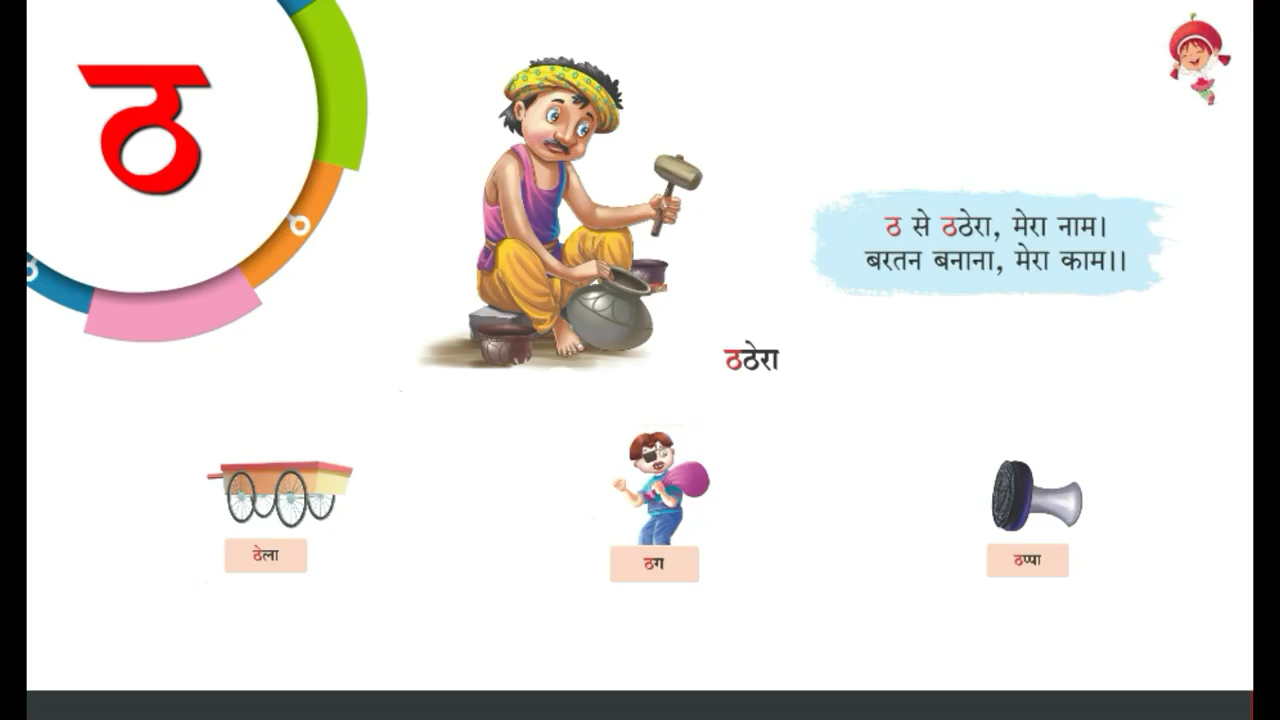 ठ
ठ से ठठेरा, मेरा नाम।
बरतन बनाना, मेरा काम।।
ठठेरा
ठेला
ठग
ठप्पा